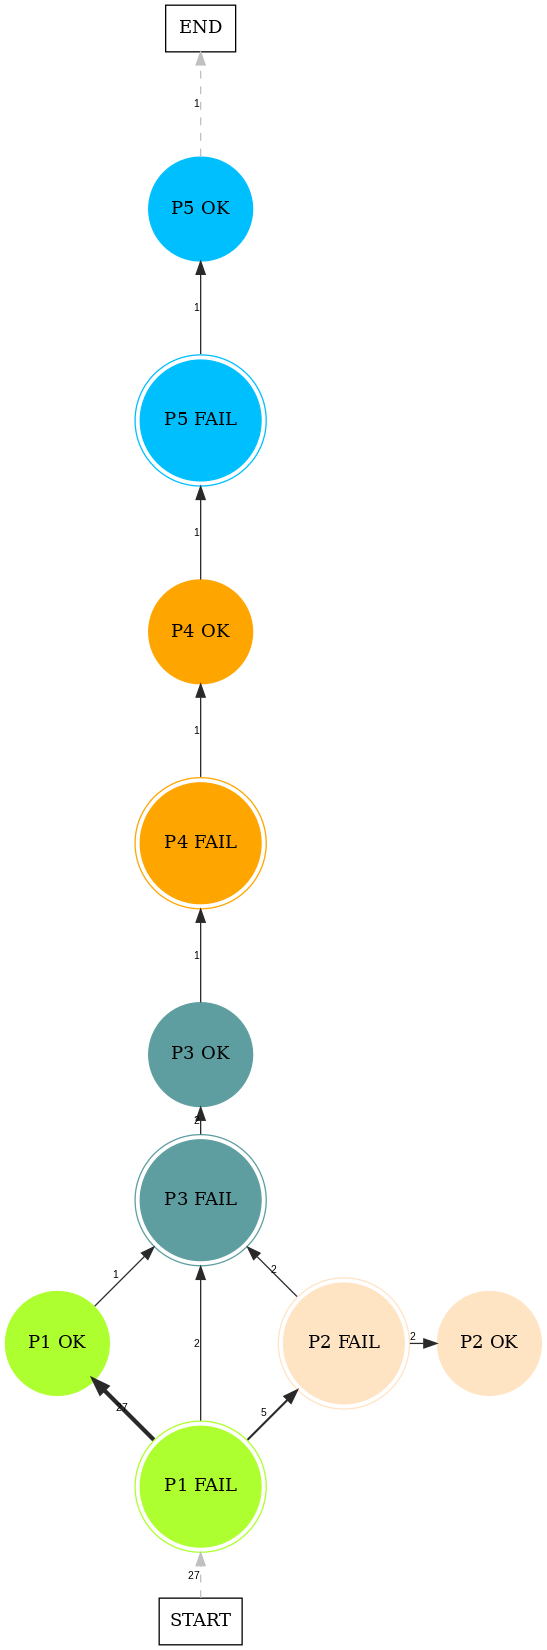 END
1
P5 OK
1
P5 FAIL
1
P4 OK
1
P4 FAIL
1
P3 OK
2
P3 FAIL
1
2
P1 OK
2
P2 FAIL
2
P2 OK
27
5
P1 FAIL
27
START